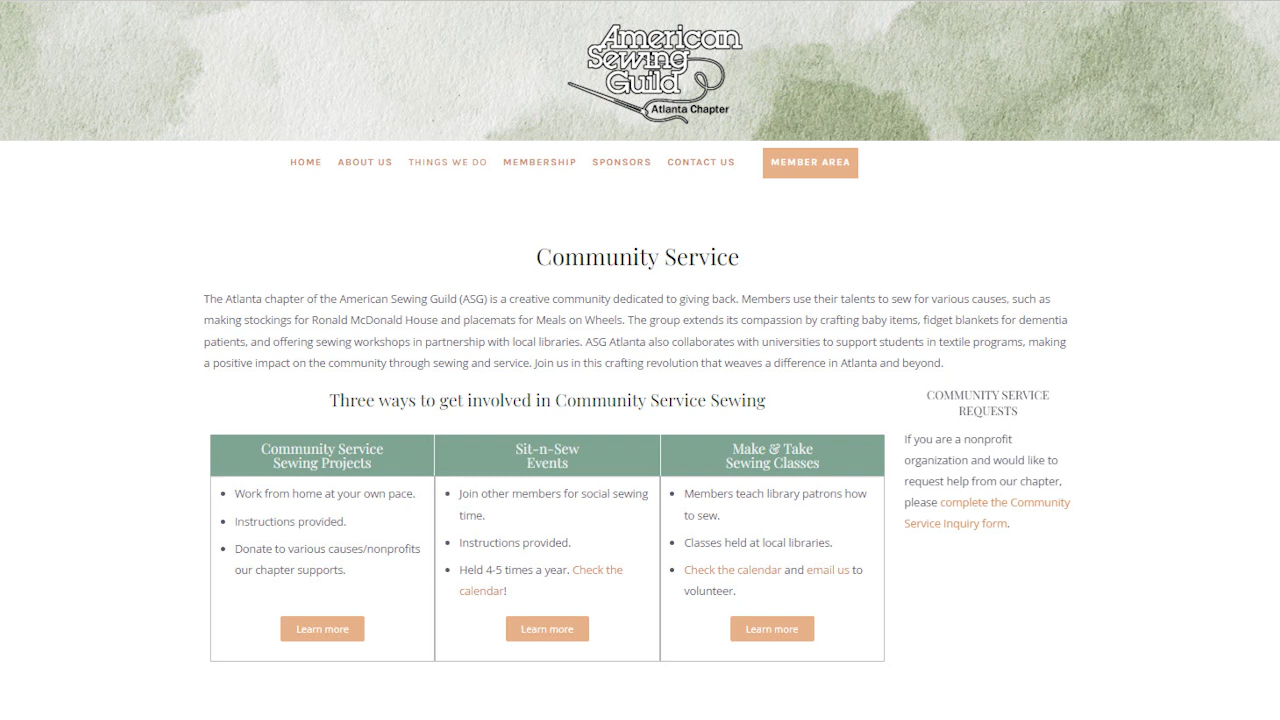 American
Sewing
Guild
Atlanta Chapter
HOME ABOUT US THINGS WE DO MEMBERSHIP SPONSORS CONTACT US MEMBER AREA
Community Service
The Atlanta chapter of the American Sewing Guild (ASG) is a creative community dedicated to giving back. Members use their talents to sew for various causes, such as
making stockings for Ronald McDonald House and placemats for Meals on Wheels. The group extends its compassion by crafting baby items, fidget blankets for dementia
patients, and offering sewing workshops in partnership with local libraries. ASG Atlanta also collaborates with universities to support students in textile programs, making
a positive impact on the community through sewing and service. Join us in this crafting revolution that weaves a difference in Atlanta and beyond.
Three ways to get involved in Community Service Sewing
Community Service
Sewing Projects
• Work from home at your own pace.
• Instructions provided.
• Donate to various causes/nonprofits
our chapter supports.
Learn more
Sit-n-Sew
Events
• Join other members for social sewing
time.
• Instructions provided.
• Held 4-5 times a year. Check the
calendar!
Learn more
Make & Take
Sewing Classes
• Members teach library patrons how
to sew.
• Classes held at local libraries.
• Check the calendar and email us to
volunteer.
Learn more
COMMUNITY SERVICE
REQUESTS
If you are a nonprofit
organization and would like to
request help from our chapter,
please complete the Community
Service Inquiry form.